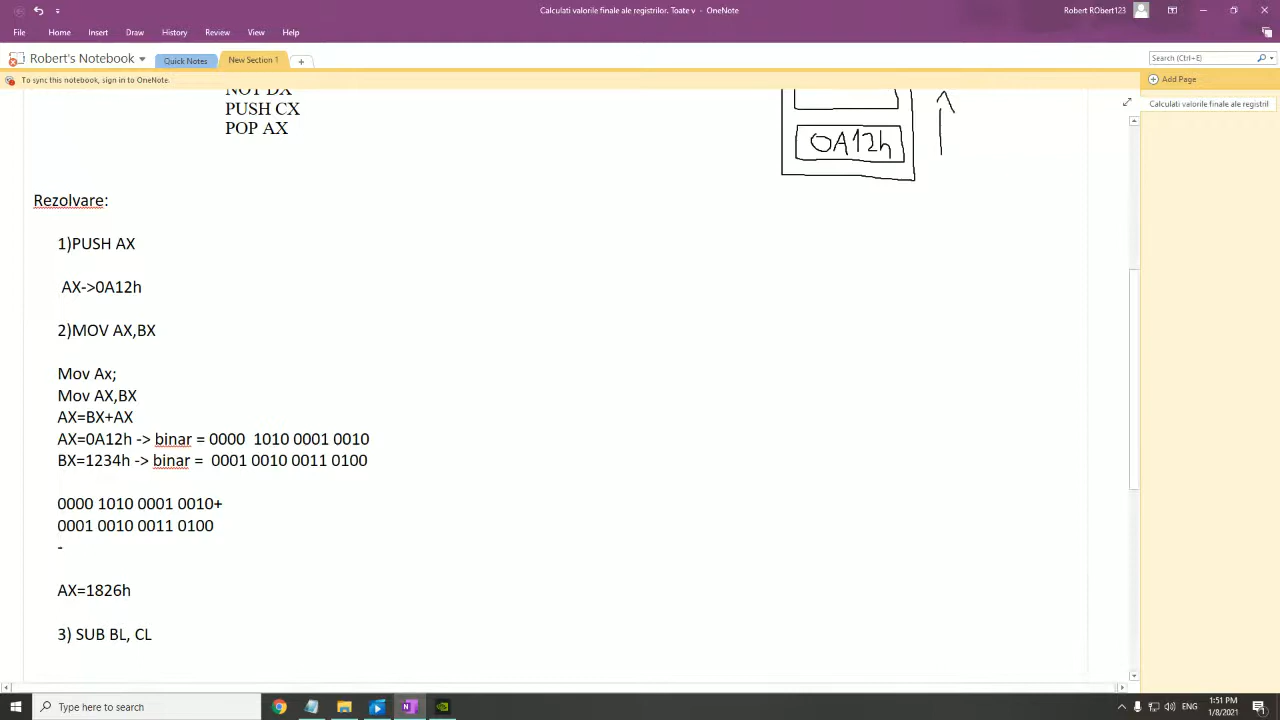 Calculati valorile finale ale registrilor. Toate v - OneNote
Robert RObert123
File Home Insert Draw History Review View Help
Robert's Notebook
Quick Notes
New Section 1
Search (Ctrl+E)
To sync this notebook, sign in to OneNote.
Add Page
Calculati valorile finale ale registril
NOT DX
PUSH CX
POP AX
0A12h
Rezolvare:
1)PUSH AX
AX->0A12h
2)MOV AX,BX
Mov Ax;
Mov AX,BX
AX=BX+AX
AX=0A12h -> binar = 0000 1010 0001 0010
BX=1234h -> binar = 0001 0010 0011 0100
0000 1010 0001 0010+
0001 0010 0011 0100
-
AX=1826h
3) SUB BL, CL
Type here to search
ENG
1:51 PM
1/8/2021